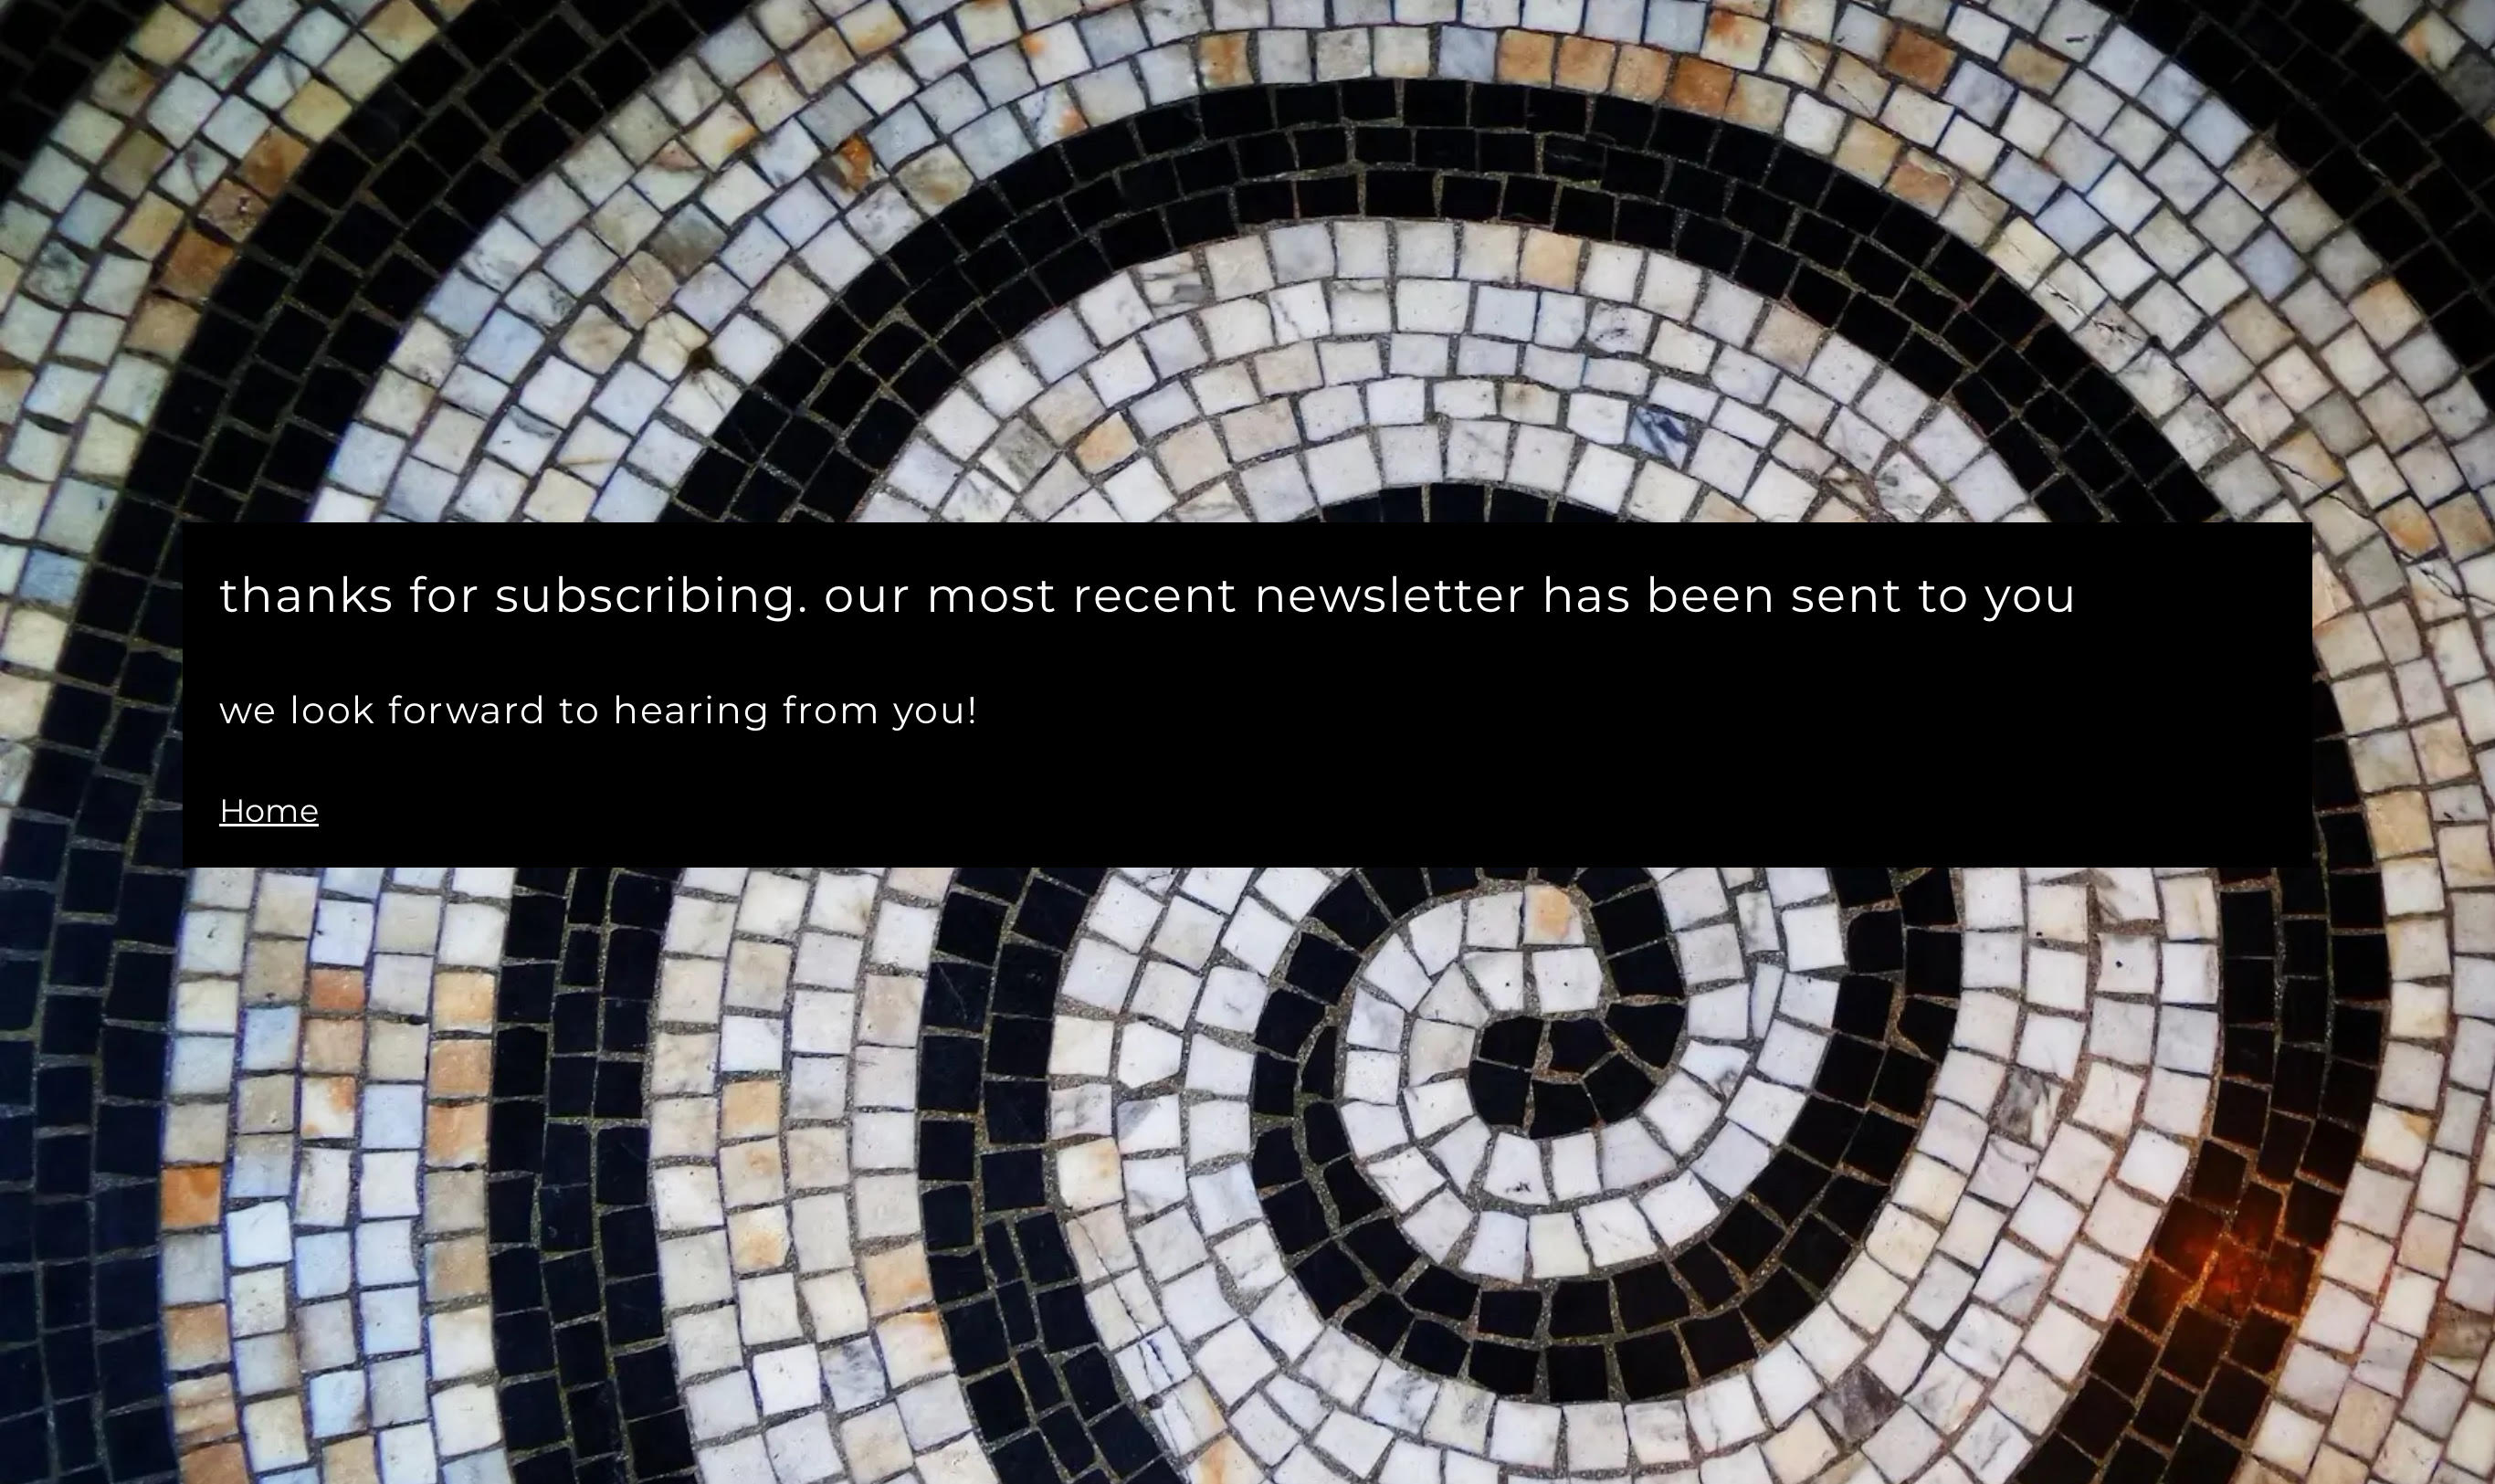 thanks for subscribing. our most recent newsletter has been sent to you
we look forward to hearing from you!
Home